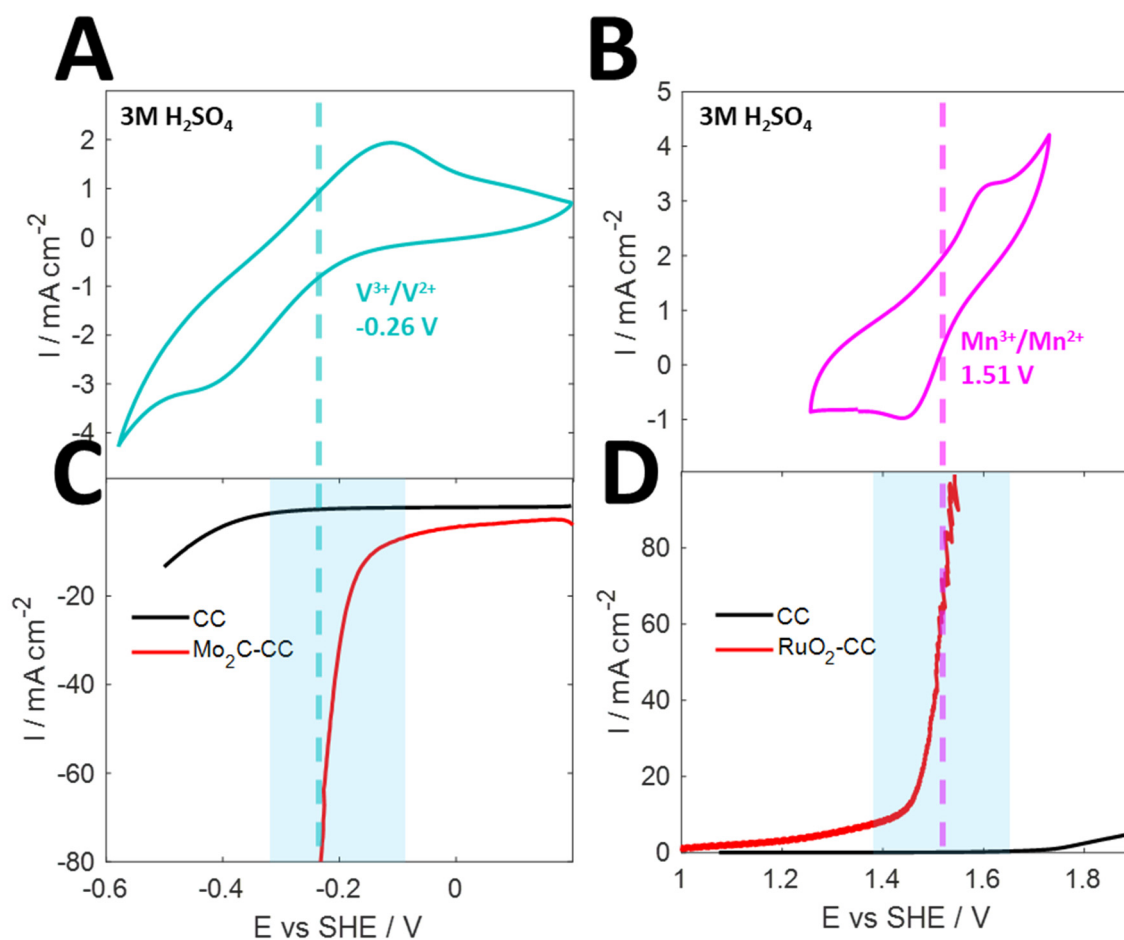 A
3M H₂SO₄
2
1
0
-1
-2
-3
-4
I / mA cm⁻²
V³⁺/V²⁺
-0.26 V
B
3M H₂SO₄
5
4
3
2
1
0
-1
I / mA cm⁻²
Mn³⁺/Mn²⁺
1.51 V
C
-20
-40
-60
-80
I / mA cm⁻²
CC
Mo₂C-CC
-0.6
-0.4
-0.2
0
E vs SHE / V
D
80
60
40
20
0
I / mA cm⁻²
CC
RuO₂-CC
1
1.2
1.4
1.6
1.8
E vs SHE / V